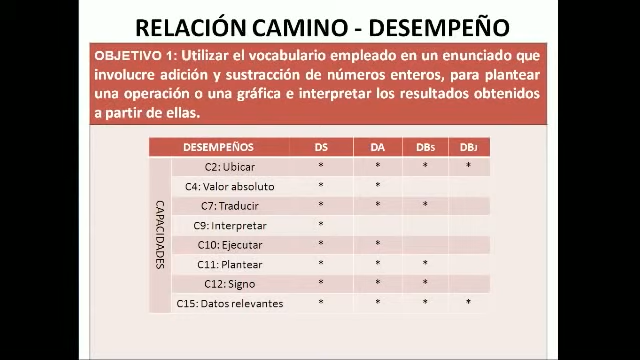 RELACIÓN CAMINO - DESEMPEÑO
OBJETIVO 1: Utilizar el vocabulario empleado en un enunciado que
involucre adición y sustracción de números enteros, para plantear
una operación o una gráfica e interpretar los resultados obtenidos
a partir de ellas.
DESEMPEÑOS DS DA DBS DBJ
CAPACIDADES
C2: Ubicar * * * *
C4: Valor absoluto * *
C7: Traducir * * *
C9: Interpretar *
C10: Ejecutar * *
C11: Plantear * * *
C12: Signo * * *
C15: Datos relevantes * * * *